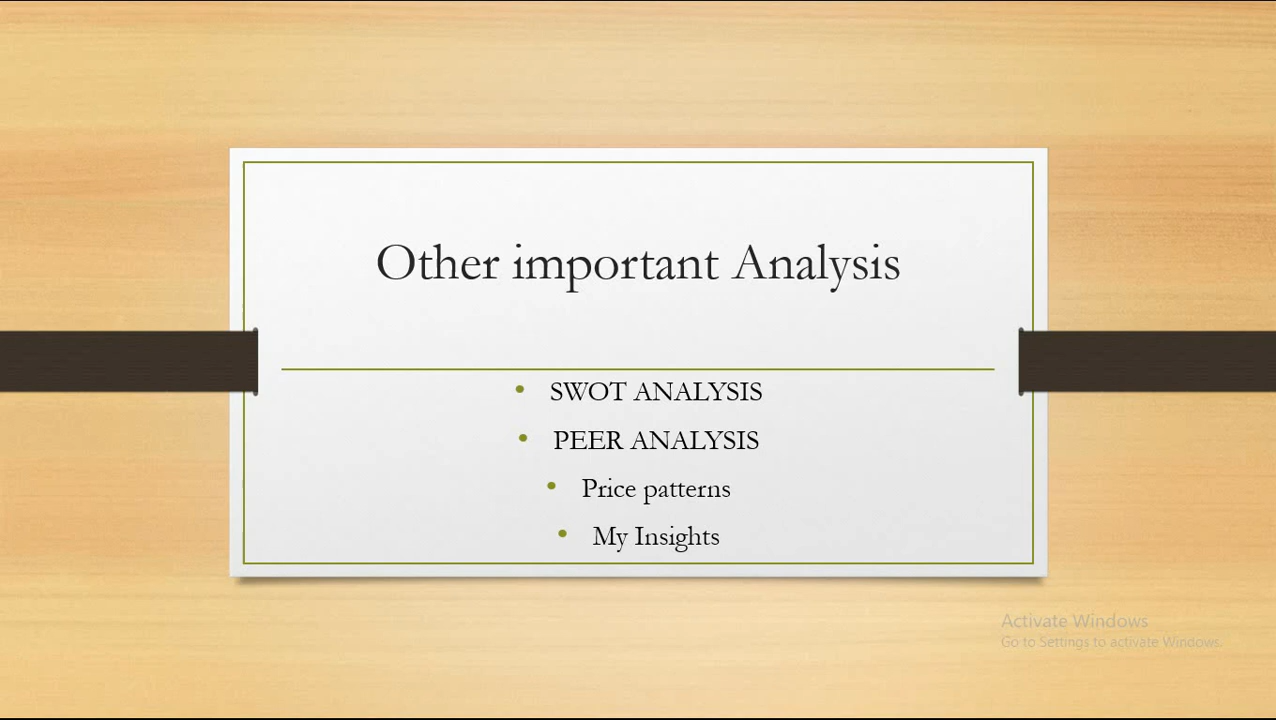 Other important Analysis
• SWOT ANALYSIS
• PEER ANALYSIS
• Price patterns
• My Insights
Activate Windows
Go to Settings to activate Windows.